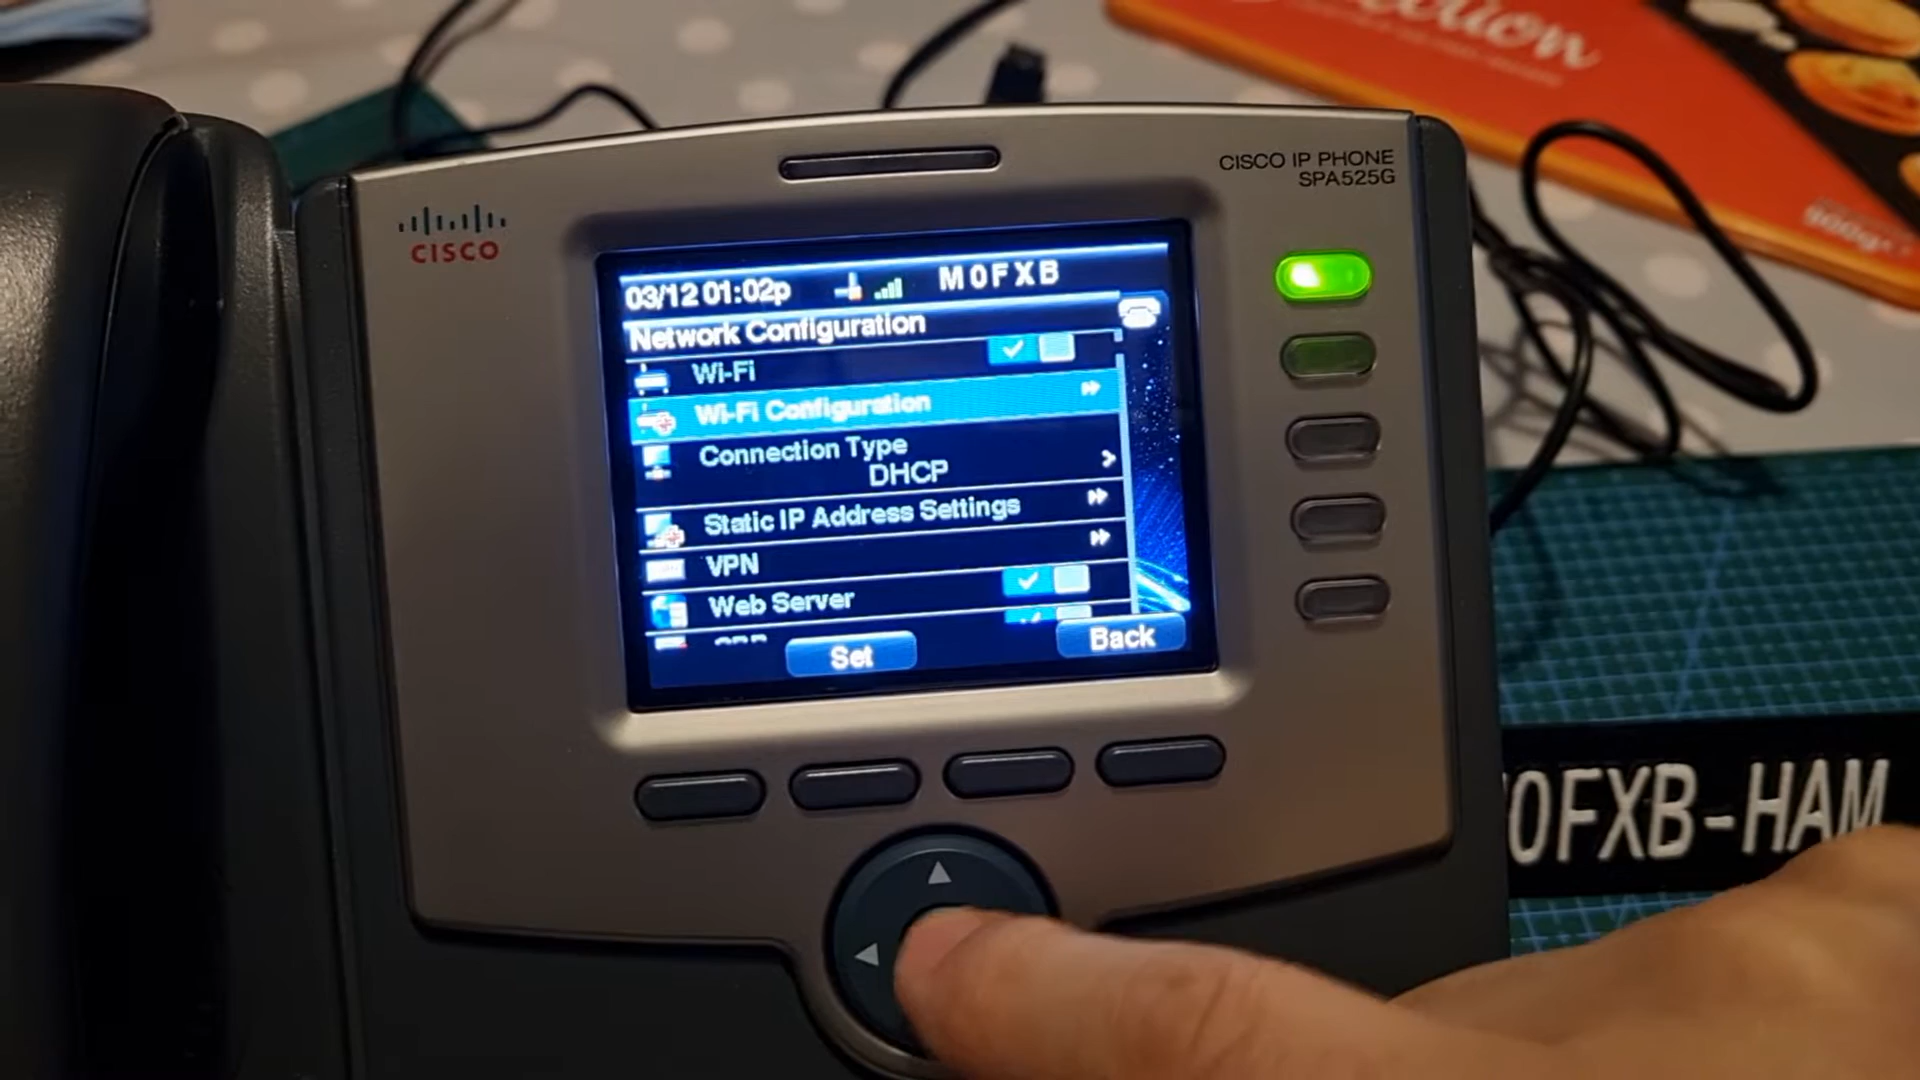 CISCO IP PHONE
SPA525G
CISCO
03/12 01:02p
M0FXB
Network Configuration
Wi-Fi
Wi-Fi Configuration
Connection Type
DHCP
Static IP Address Settings
VPN
Web Server
Set
Back
0FXB-HAM